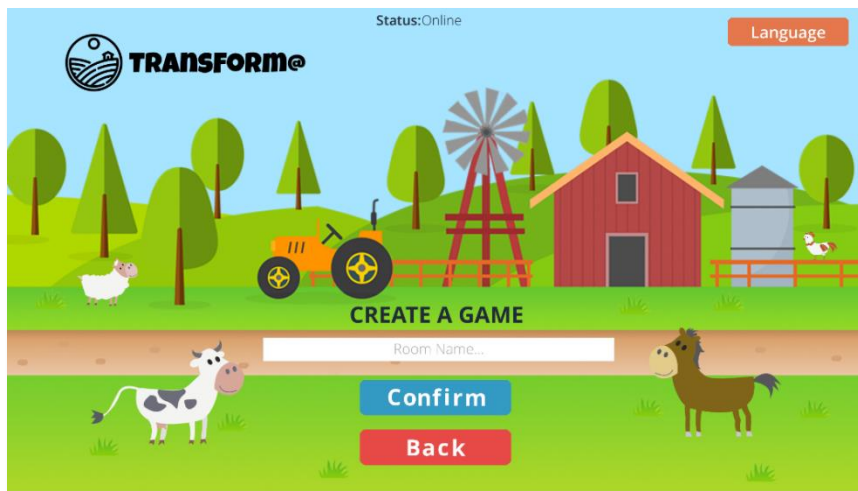 Status:Online
Language
TRANSFORM@
CREATE A GAME
Room Name...
Confirm
Back